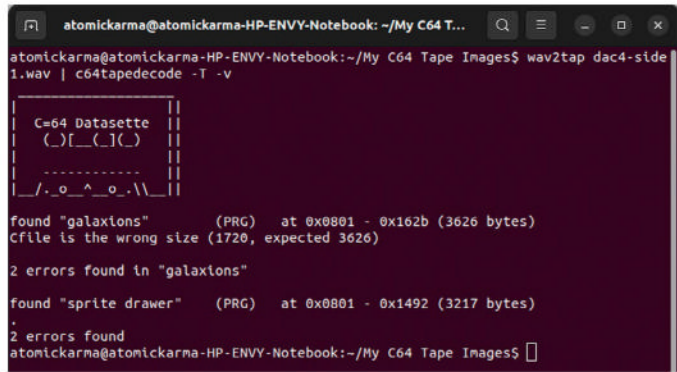 atomickarma@atomickarma-HP-ENVY-Notebook: ~/My C64 T...
atomickarma@atomickarma-HP-ENVY-Notebook:~/My C64 Tape Images$ wav2tap dac4-side
1.wav | c64tapedecode -T -v
C=64 Datasette
(_)[__(_](_)
------------
|__/._o__^__o_.\\__||
found "galaxions" (PRG) at 0x0801 - 0x162b (3626 bytes)
Cfile is the wrong size (1720, expected 3626)
2 errors found in "galaxions"
found "sprite drawer" (PRG) at 0x0801 - 0x1492 (3217 bytes)
.
2 errors found
atomickarma@atomickarma-HP-ENVY-Notebook:~/My C64 Tape Images$